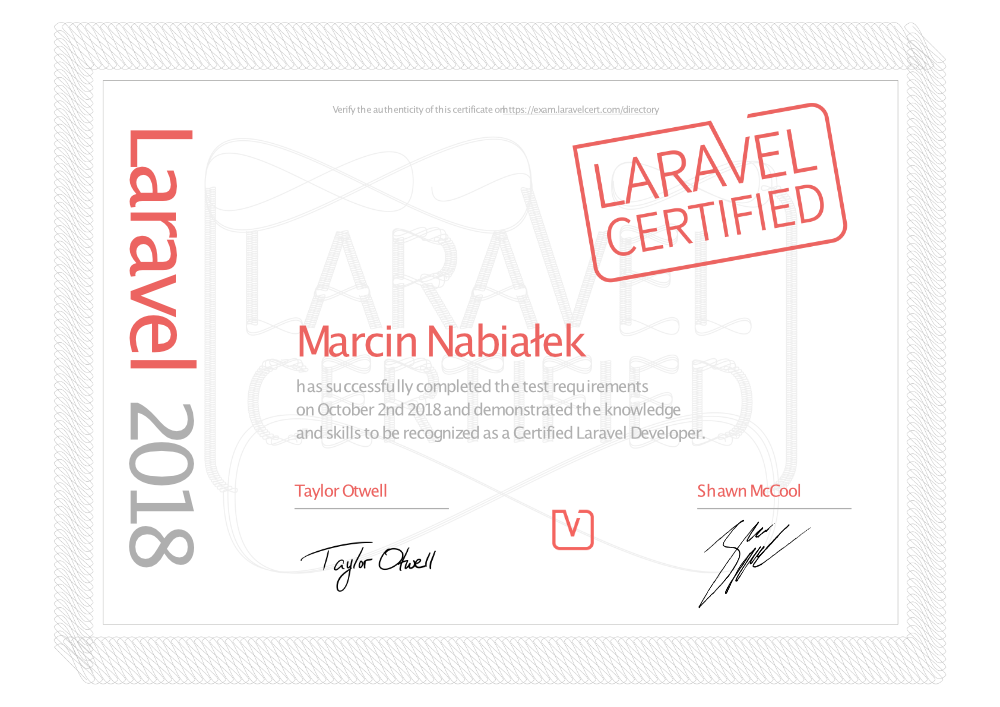 Verify the authenticity of this certificate on https://exam.laravelcert.com/directory
Laravel 2018
LARAVEL
CERTIFIED
LARAVEL
CERTIFIED
Marcin Nabiałek
has successfully completed the test requirements
on October 2nd 2018 and demonstrated the knowledge
and skills to be recognized as a Certified Laravel Developer.
Taylor Otwell
Shawn McCool
V
Taylor Otwell